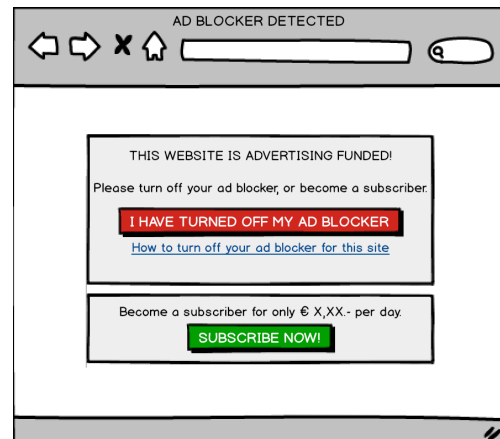 AD BLOCKER DETECTED
THIS WEBSITE IS ADVERTISING FUNDED!
Please turn off your ad blocker, or become a subscriber.
I HAVE TURNED OFF MY AD BLOCKER
How to turn off your ad blocker for this site
Become a subscriber for only € X,XX.- per day.
SUBSCRIBE NOW!